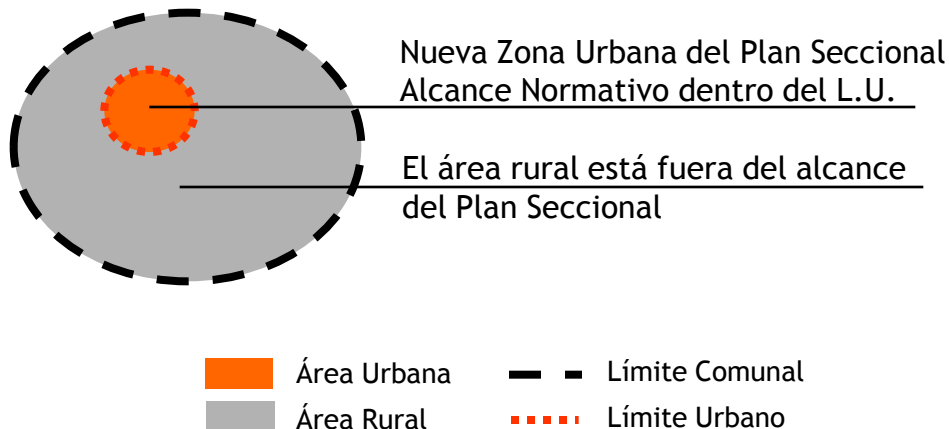 Nueva Zona Urbana del Plan Seccional
Alcance Normativo dentro del L.U.
El área rural está fuera del alcance
del Plan Seccional
Área Urbana
Límite Comunal
Área Rural
Límite Urbano